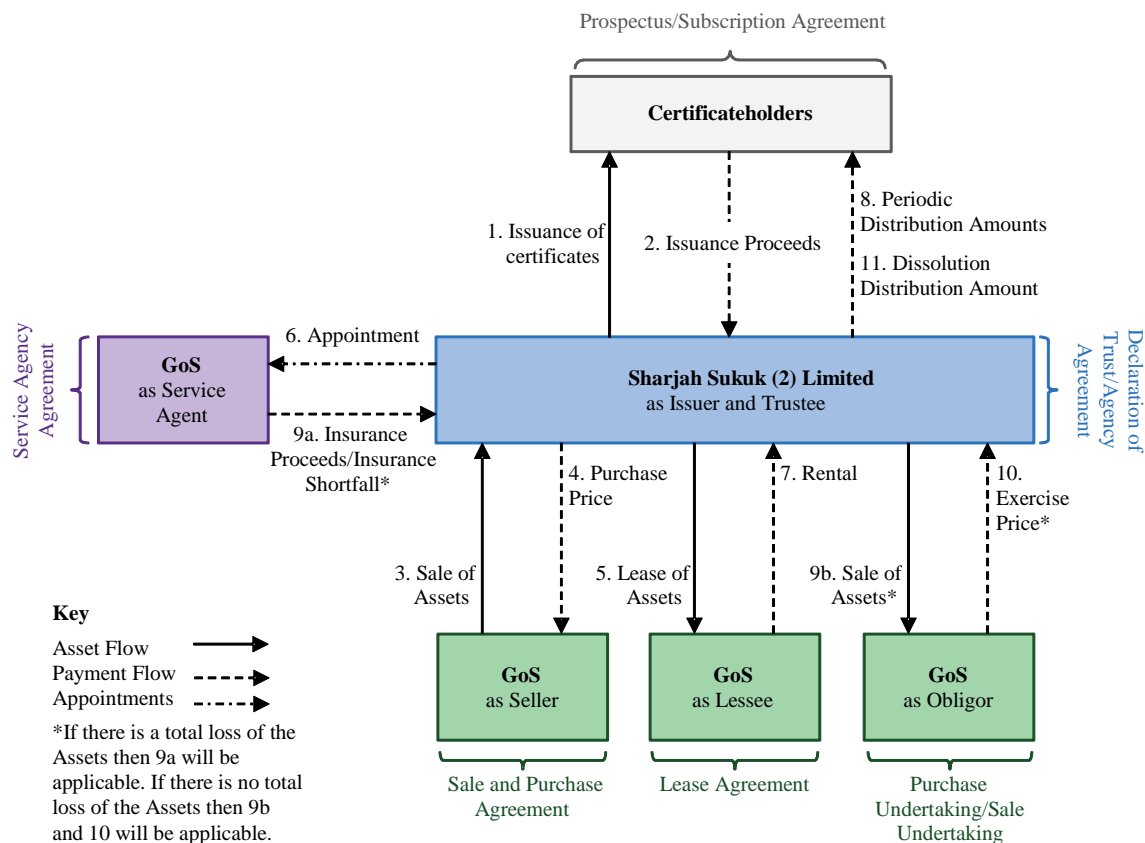 Prospectus/Subscription Agreement
Certificateholders
1. Issuance of
certificates
2. Issuance Proceeds
8. Periodic
Distribution Amounts
11. Dissolution
Distribution Amount
Service Agency
Agreement
GoS
as Service
Agent
6. Appointment
9a. Insurance
Proceeds/Insurance
Shortfall*
Sharjah Sukuk (2) Limited
as Issuer and Trustee
Declaration of
Trust/Agency
Agreement
3. Sale of
Assets
4. Purchase
Price
5. Lease of
Assets
7. Rental
9b. Sale of
Assets*
10.
Exercise
Price*
GoS
as Seller
GoS
as Lessee
GoS
as Obligor
Sale and Purchase
Agreement
Lease Agreement
Purchase
Undertaking/Sale
Undertaking
Key
Asset Flow
Payment Flow
Appointments
*If there is a total loss of the
Assets then 9a will be
applicable. If there is no total
loss of the Assets then 9b
and 10 will be applicable.